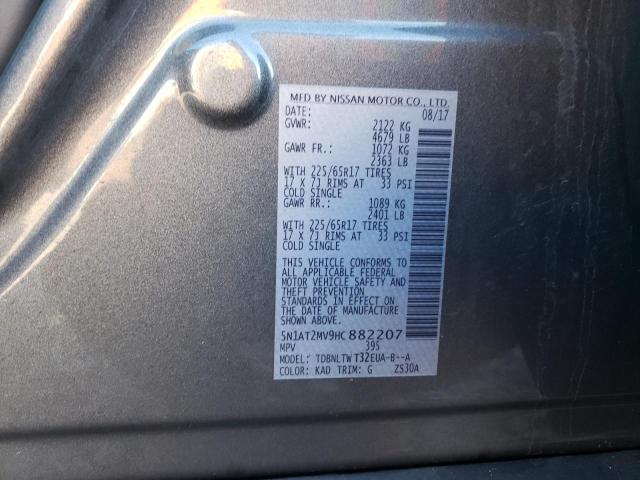 MFD BY NISSAN MOTOR CO., LTD.
DATE: 08/17
GVWR: 2122 KG
4679 LB
GAWR FR.: 1072 KG
2363 LB
WITH 225/65R17 TIRES
17 X 7J RIMS AT 33 PSI
COLD SINGLE
GAWR RR.: 1089 KG
2401 LB
WITH 225/65R17 TIRES
17 X 7J RIMS AT 33 PSI
COLD SINGLE
THIS VEHICLE CONFORMS TO
ALL APPLICABLE FEDERAL
MOTOR VEHICLE SAFETY
AND THEFT PREVENTION
STANDARDS IN EFFECT ON
THE DATE OF MANUFACTURE
SHOWN ABOVE.
5N1AT2MV9HC882207
MPV 395
MODEL: TDBNLTW T32EUA-B--A
COLOR: KAD TRIM: G ZS30A